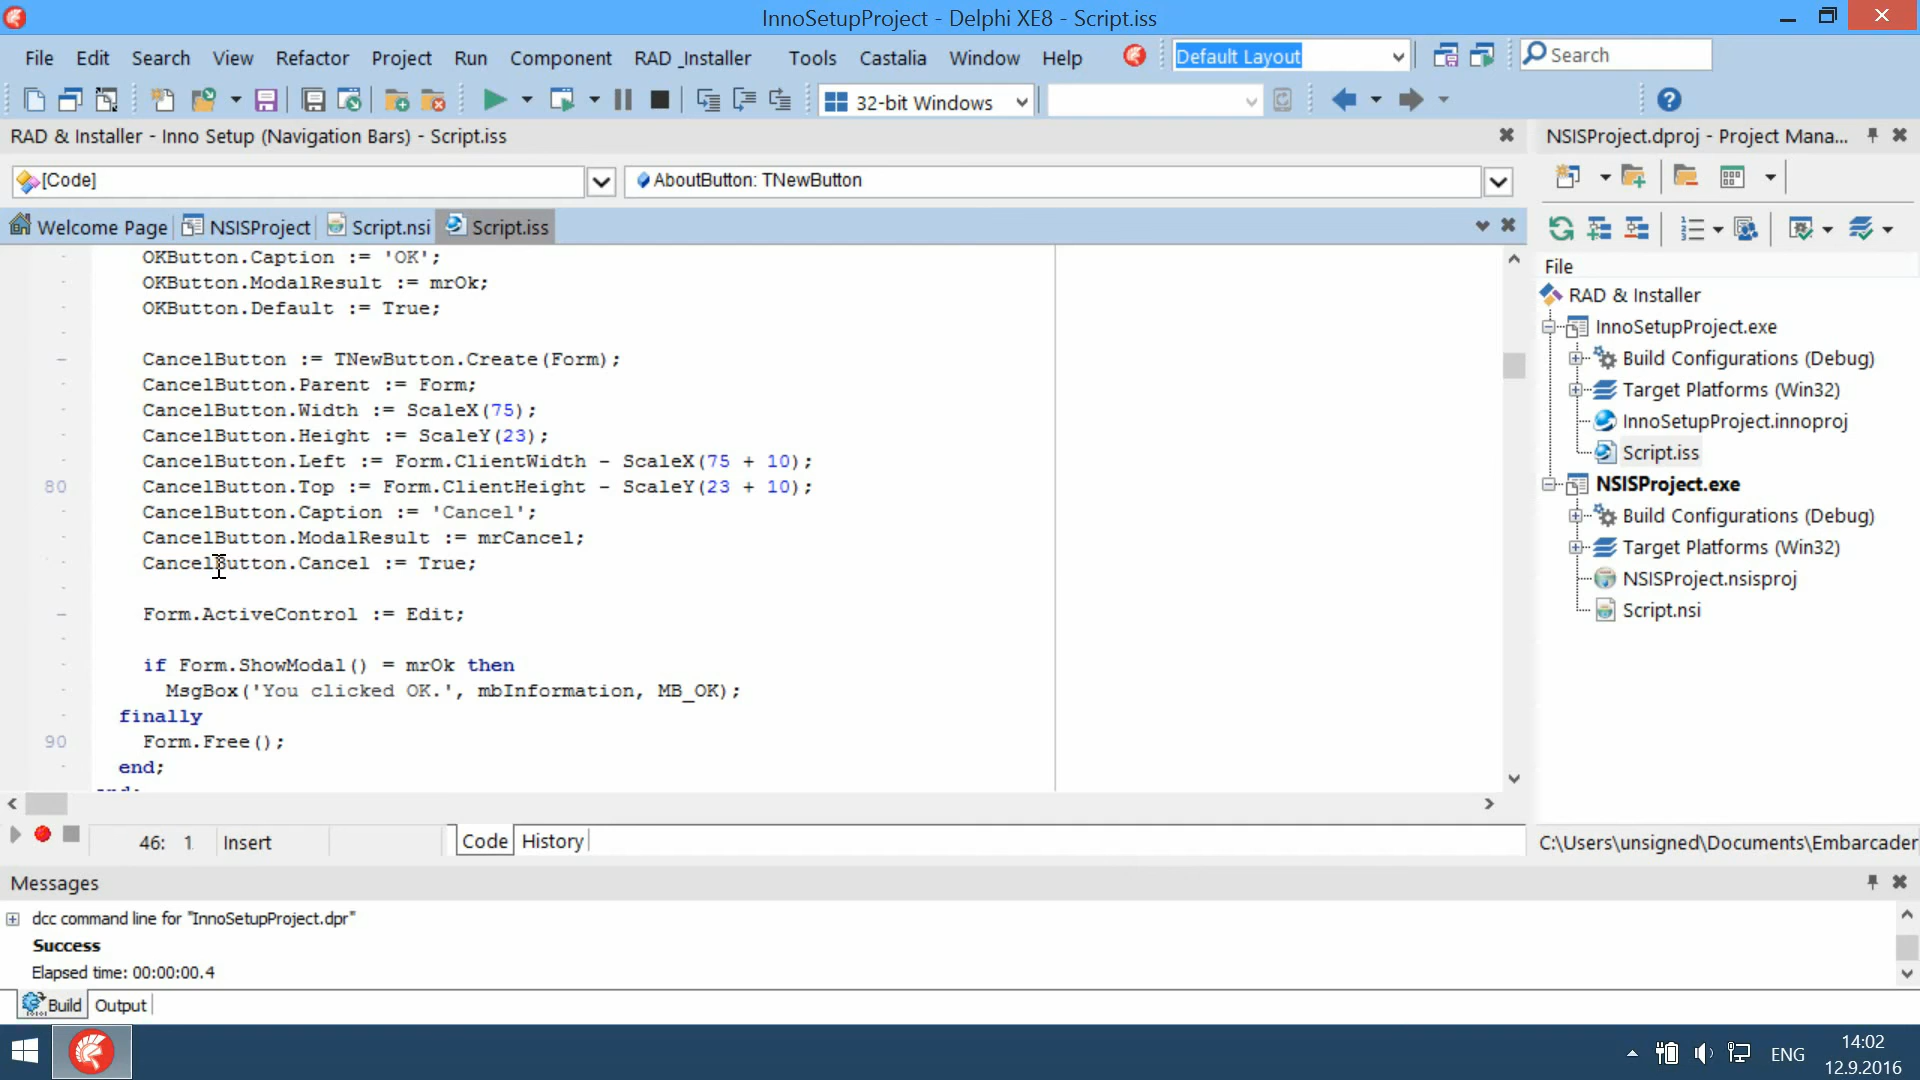 InnoSetupProject - Delphi XE8 - Script.iss
File Edit Search View Refactor Project Run Component RAD _Installer Tools Castalia Window Help
Default Layout
Search
32-bit Windows
RAD & Installer - Inno Setup (Navigation Bars) - Script.iss
NSISProject.dproj - Project Mana...
[Code]
AboutButton: TNewButton
Welcome Page NSISProject Script.nsi Script.iss
OKButton.Caption := 'OK';
OKButton.ModalResult := mrOk;
OKButton.Default := True;
CancelButton := TNewButton.Create(Form);
CancelButton.Parent := Form;
CancelButton.Width := ScaleX(75);
CancelButton.Height := ScaleY(23);
CancelButton.Left := Form.ClientWidth - ScaleX(75 + 10);
80 CancelButton.Top := Form.ClientHeight - ScaleY(23 + 10);
CancelButton.Caption := 'Cancel';
CancelButton.ModalResult := mrCancel;
CancelButton.Cancel := True;
Form.ActiveControl := Edit;
if Form.ShowModal() = mrOk then
MsgBox('You clicked OK.', mbInformation, MB_OK);
finally
90 Form.Free();
end;
File
RAD & Installer
InnoSetupProject.exe
Build Configurations (Debug)
Target Platforms (Win32)
InnoSetupProject.innoproj
Script.iss
NSISProject.exe
Build Configurations (Debug)
Target Platforms (Win32)
NSISProject.nsisproj
Script.nsi
46: 1 Insert
Code History
C:\Users\unsigned\Documents\Embarcader
Messages
dcc command line for "InnoSetupProject.dpr"
Success
Elapsed time: 00:00:00.4
Build Output
ENG
14:02
12.9.2016